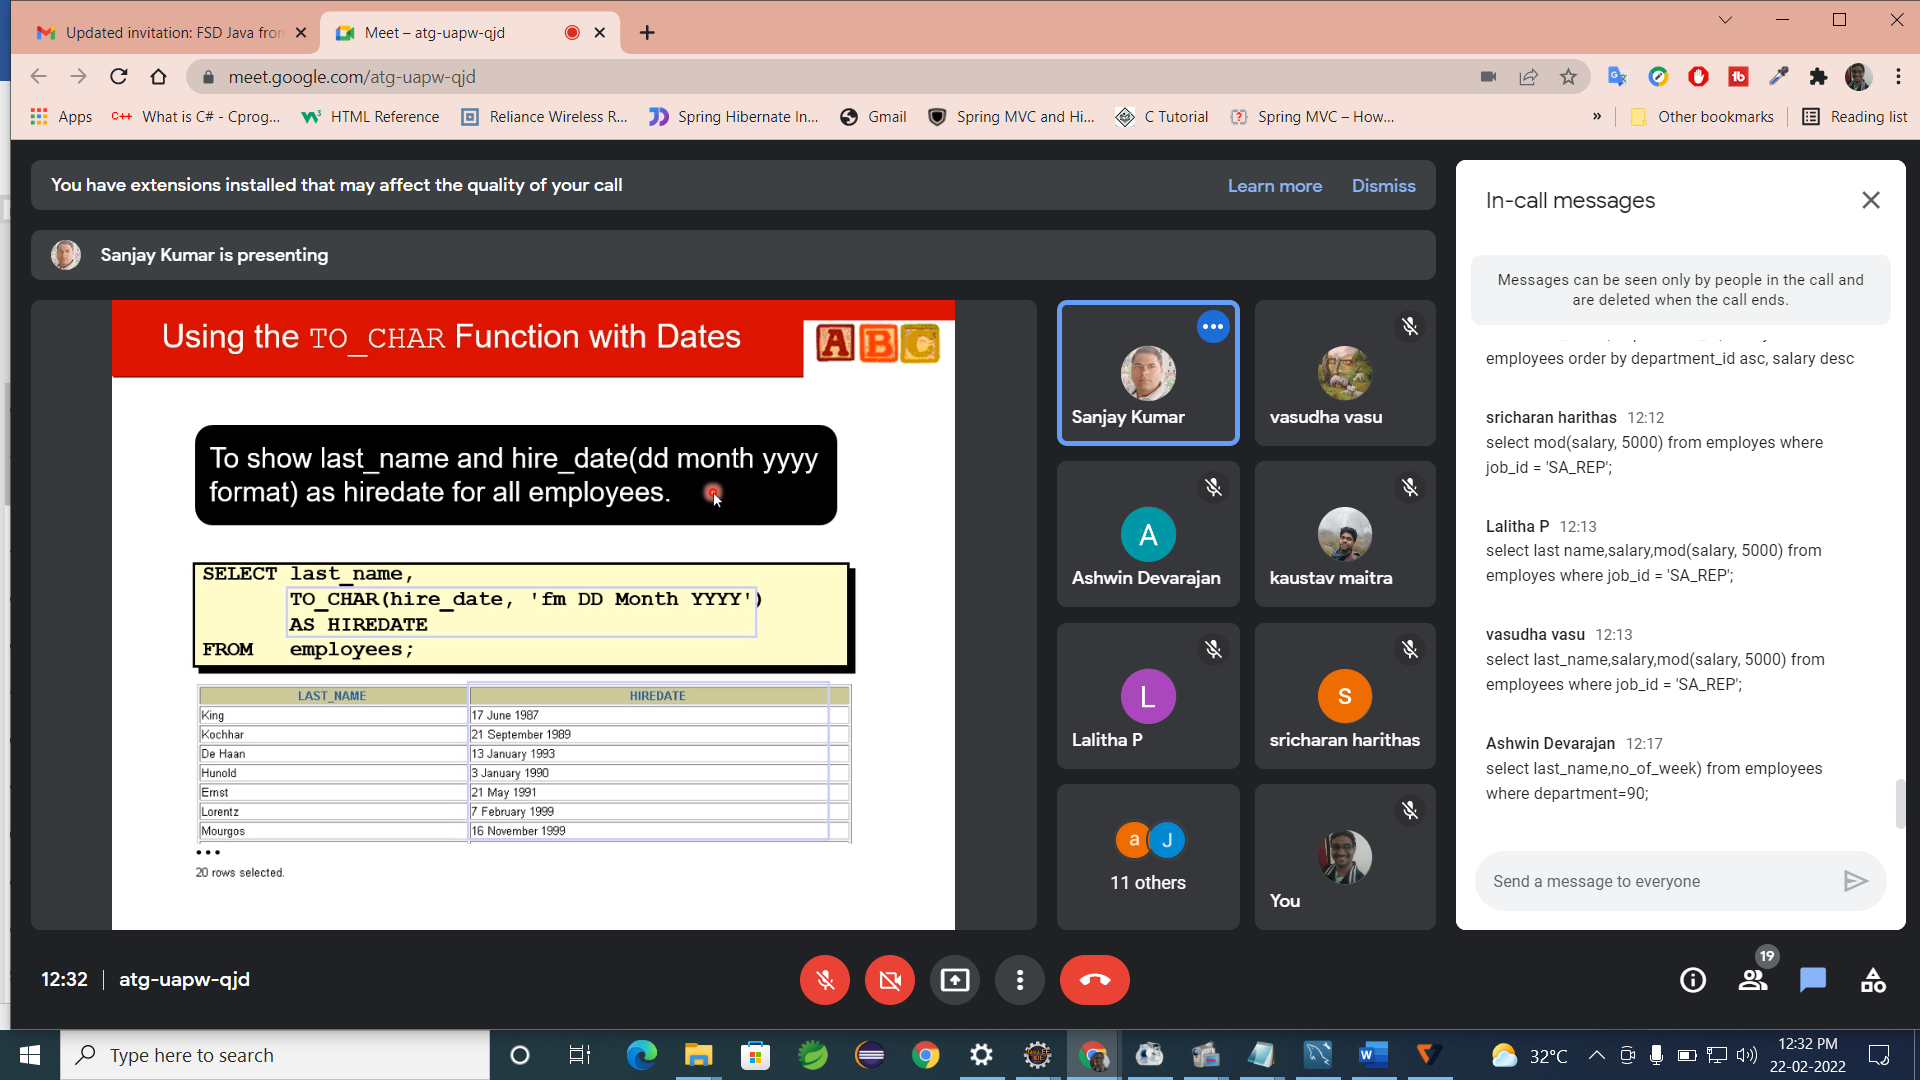 Updated invitation: FSD Java fron
Meet – atg-uapw-qjd
meet.google.com/atg-uapw-qjd
Apps
What is C# - Cprog...
HTML Reference
Reliance Wireless R...
Spring Hibernate In...
Gmail
Spring MVC and Hi...
C Tutorial
Spring MVC – How...
»
Other bookmarks
Reading list
You have extensions installed that may affect the quality of your call
Learn more
Dismiss
Sanjay Kumar is presenting
Using the TO_CHAR Function with Dates
A B C
To show last_name and hire_date(dd month yyyy
format) as hiredate for all employees.
SELECT last_name,
TO_CHAR(hire_date, 'fm DD Month YYYY')
AS HIREDATE
FROM employees;
LAST_NAME HIREDATE
King 17 June 1987
Kochhar 21 September 1989
De Haan 13 January 1993
Hunold 3 January 1990
Ernst 21 May 1991
Lorentz 7 February 1999
Mourgos 16 November 1999
...
20 rows selected.
Sanjay Kumar
vasudha vasu
A
Ashwin Devarajan
kaustav maitra
L
Lalitha P
s
sricharan harithas
a J
11 others
You
In-call messages
Messages can be seen only by people in the call and
are deleted when the call ends.
employees order by department_id asc, salary desc
sricharan harithas 12:12
select mod(salary, 5000) from employes where
job_id = 'SA_REP';
Lalitha P 12:13
select last name,salary,mod(salary, 5000) from
employes where job_id = 'SA_REP';
vasudha vasu 12:13
select last_name,salary,mod(salary, 5000) from
employees where job_id = 'SA_REP';
Ashwin Devarajan 12:17
select last_name,no_of_week) from employees
where department=90;
Send a message to everyone
12:32 | atg-uapw-qjd
19
Type here to search
32°C
12:32 PM
22-02-2022